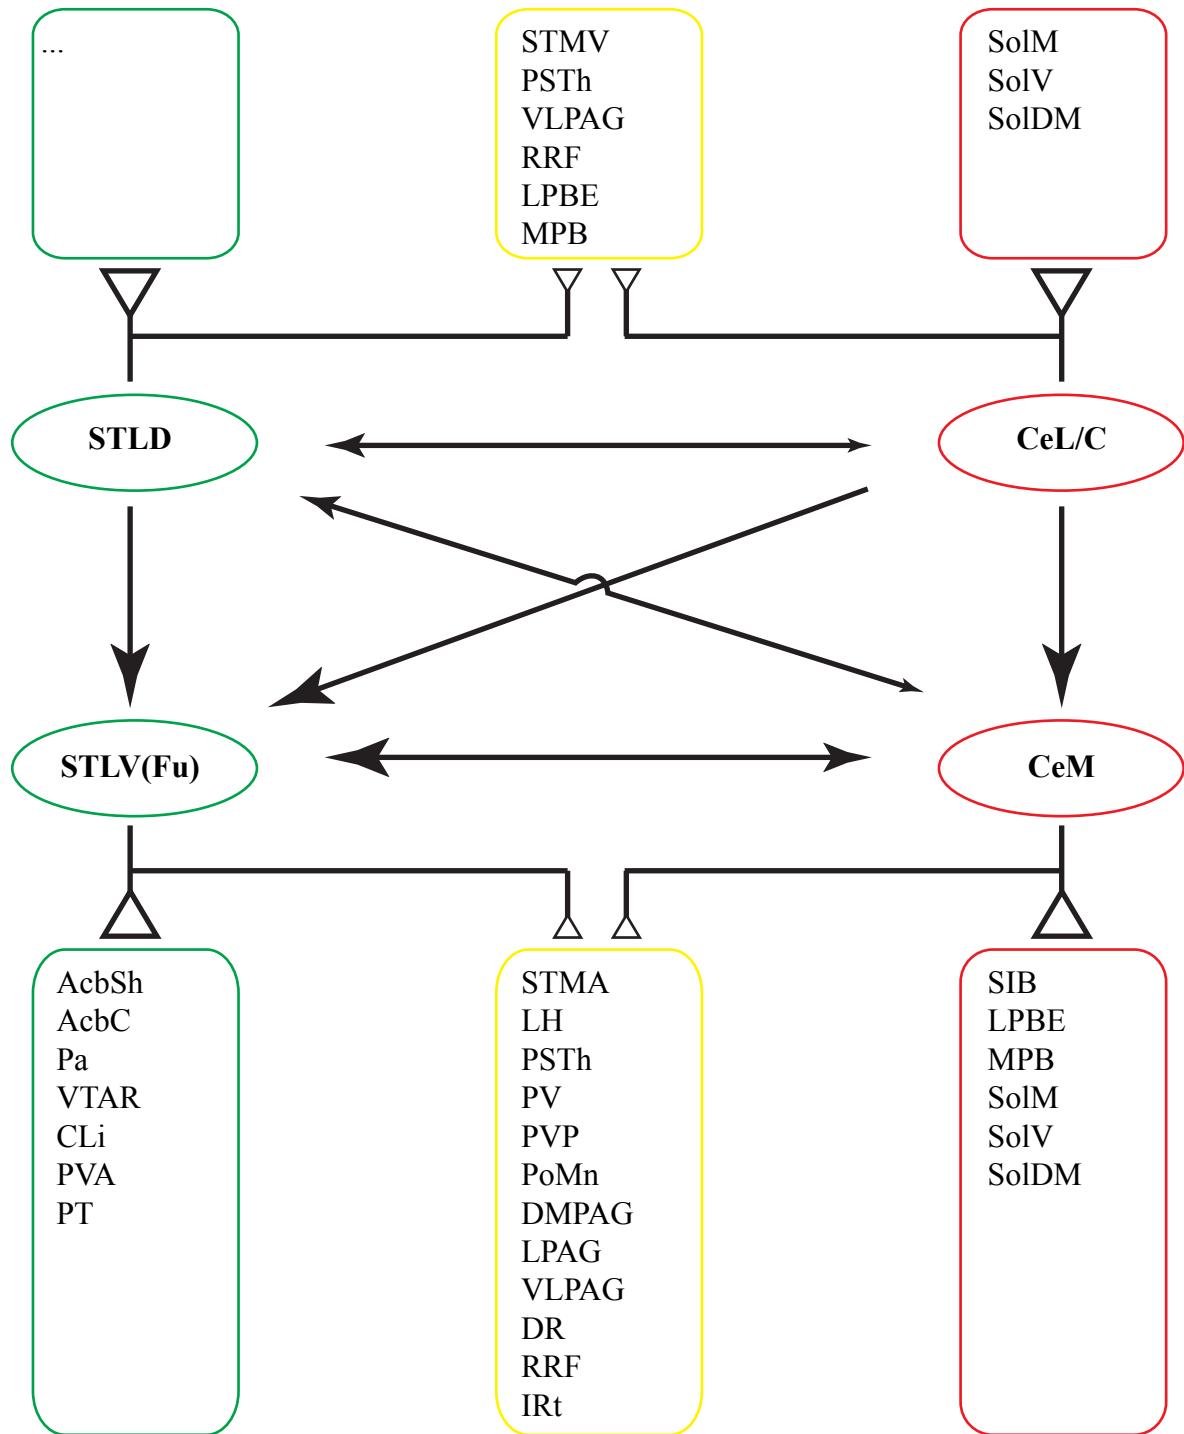 ...
STMV
PSTh
VLPAG
RRF
LPBE
MPB
SolM
SolV
SolDM
STLD
CeL/C
STLV(Fu)
CeM
AcbSh
AcbC
Pa
VTAR
CLi
PVA
PT
STMA
LH
PSTh
PV
PVP
PoMn
DMPAG
LPAG
VLPAG
DR
RRF
IRt
SIB
LPBE
MPB
SolM
SolV
SolDM